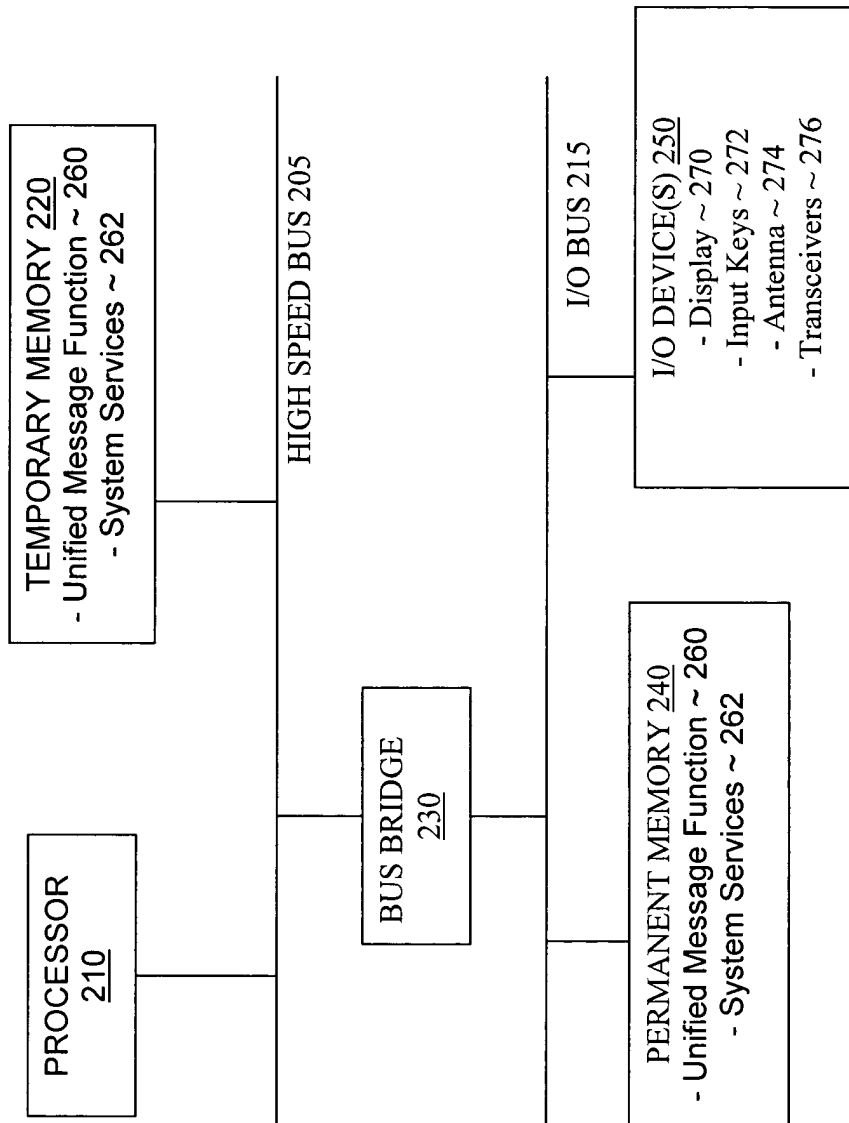 PROCESSOR
210
TEMPORARY MEMORY 220
- Unified Message Function ~ 260
- System Services ~ 262
HIGH SPEED BUS 205
BUS BRIDGE
230
I/O BUS 215
PERMANENT MEMORY 240
- Unified Message Function ~ 260
- System Services ~ 262
I/O DEVICE(S) 250
- Display ~ 270
- Input Keys ~ 272
- Antenna ~ 274
- Transceivers ~ 276